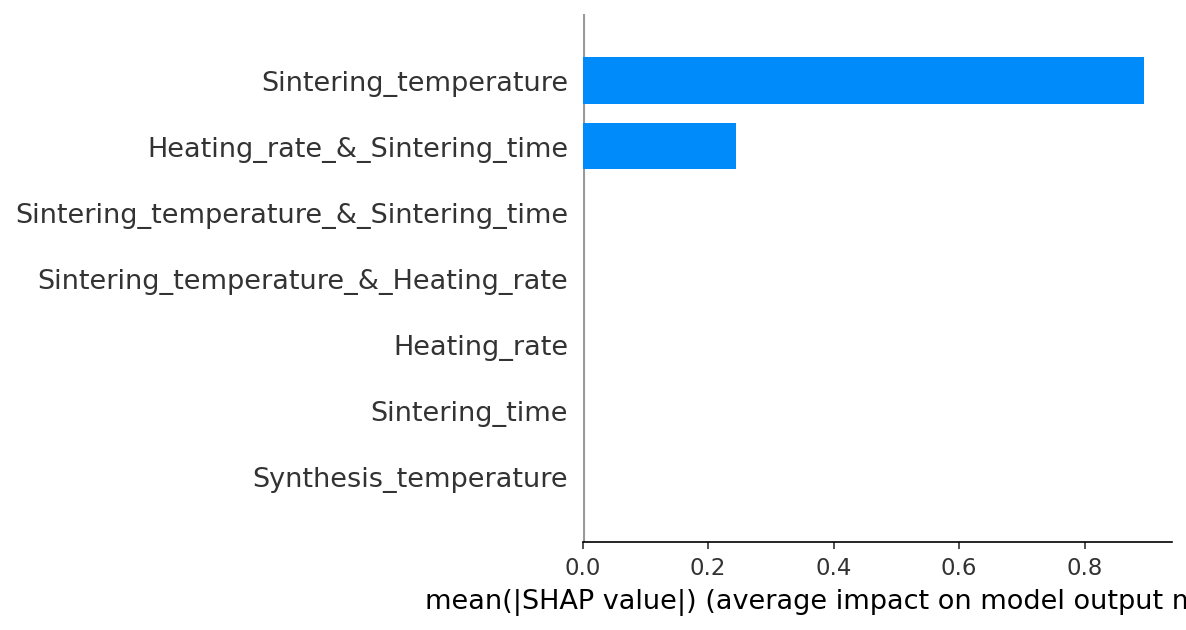 Sintering_temperature
Heating_rate_&_Sintering_time
Sintering_temperature_&_Sintering_time
Sintering_temperature_&_Heating_rate
Heating_rate
Sintering_time
Synthesis_temperature
0.0 0.2 0.4 0.6 0.8
mean(|SHAP value|) (average impact on model output